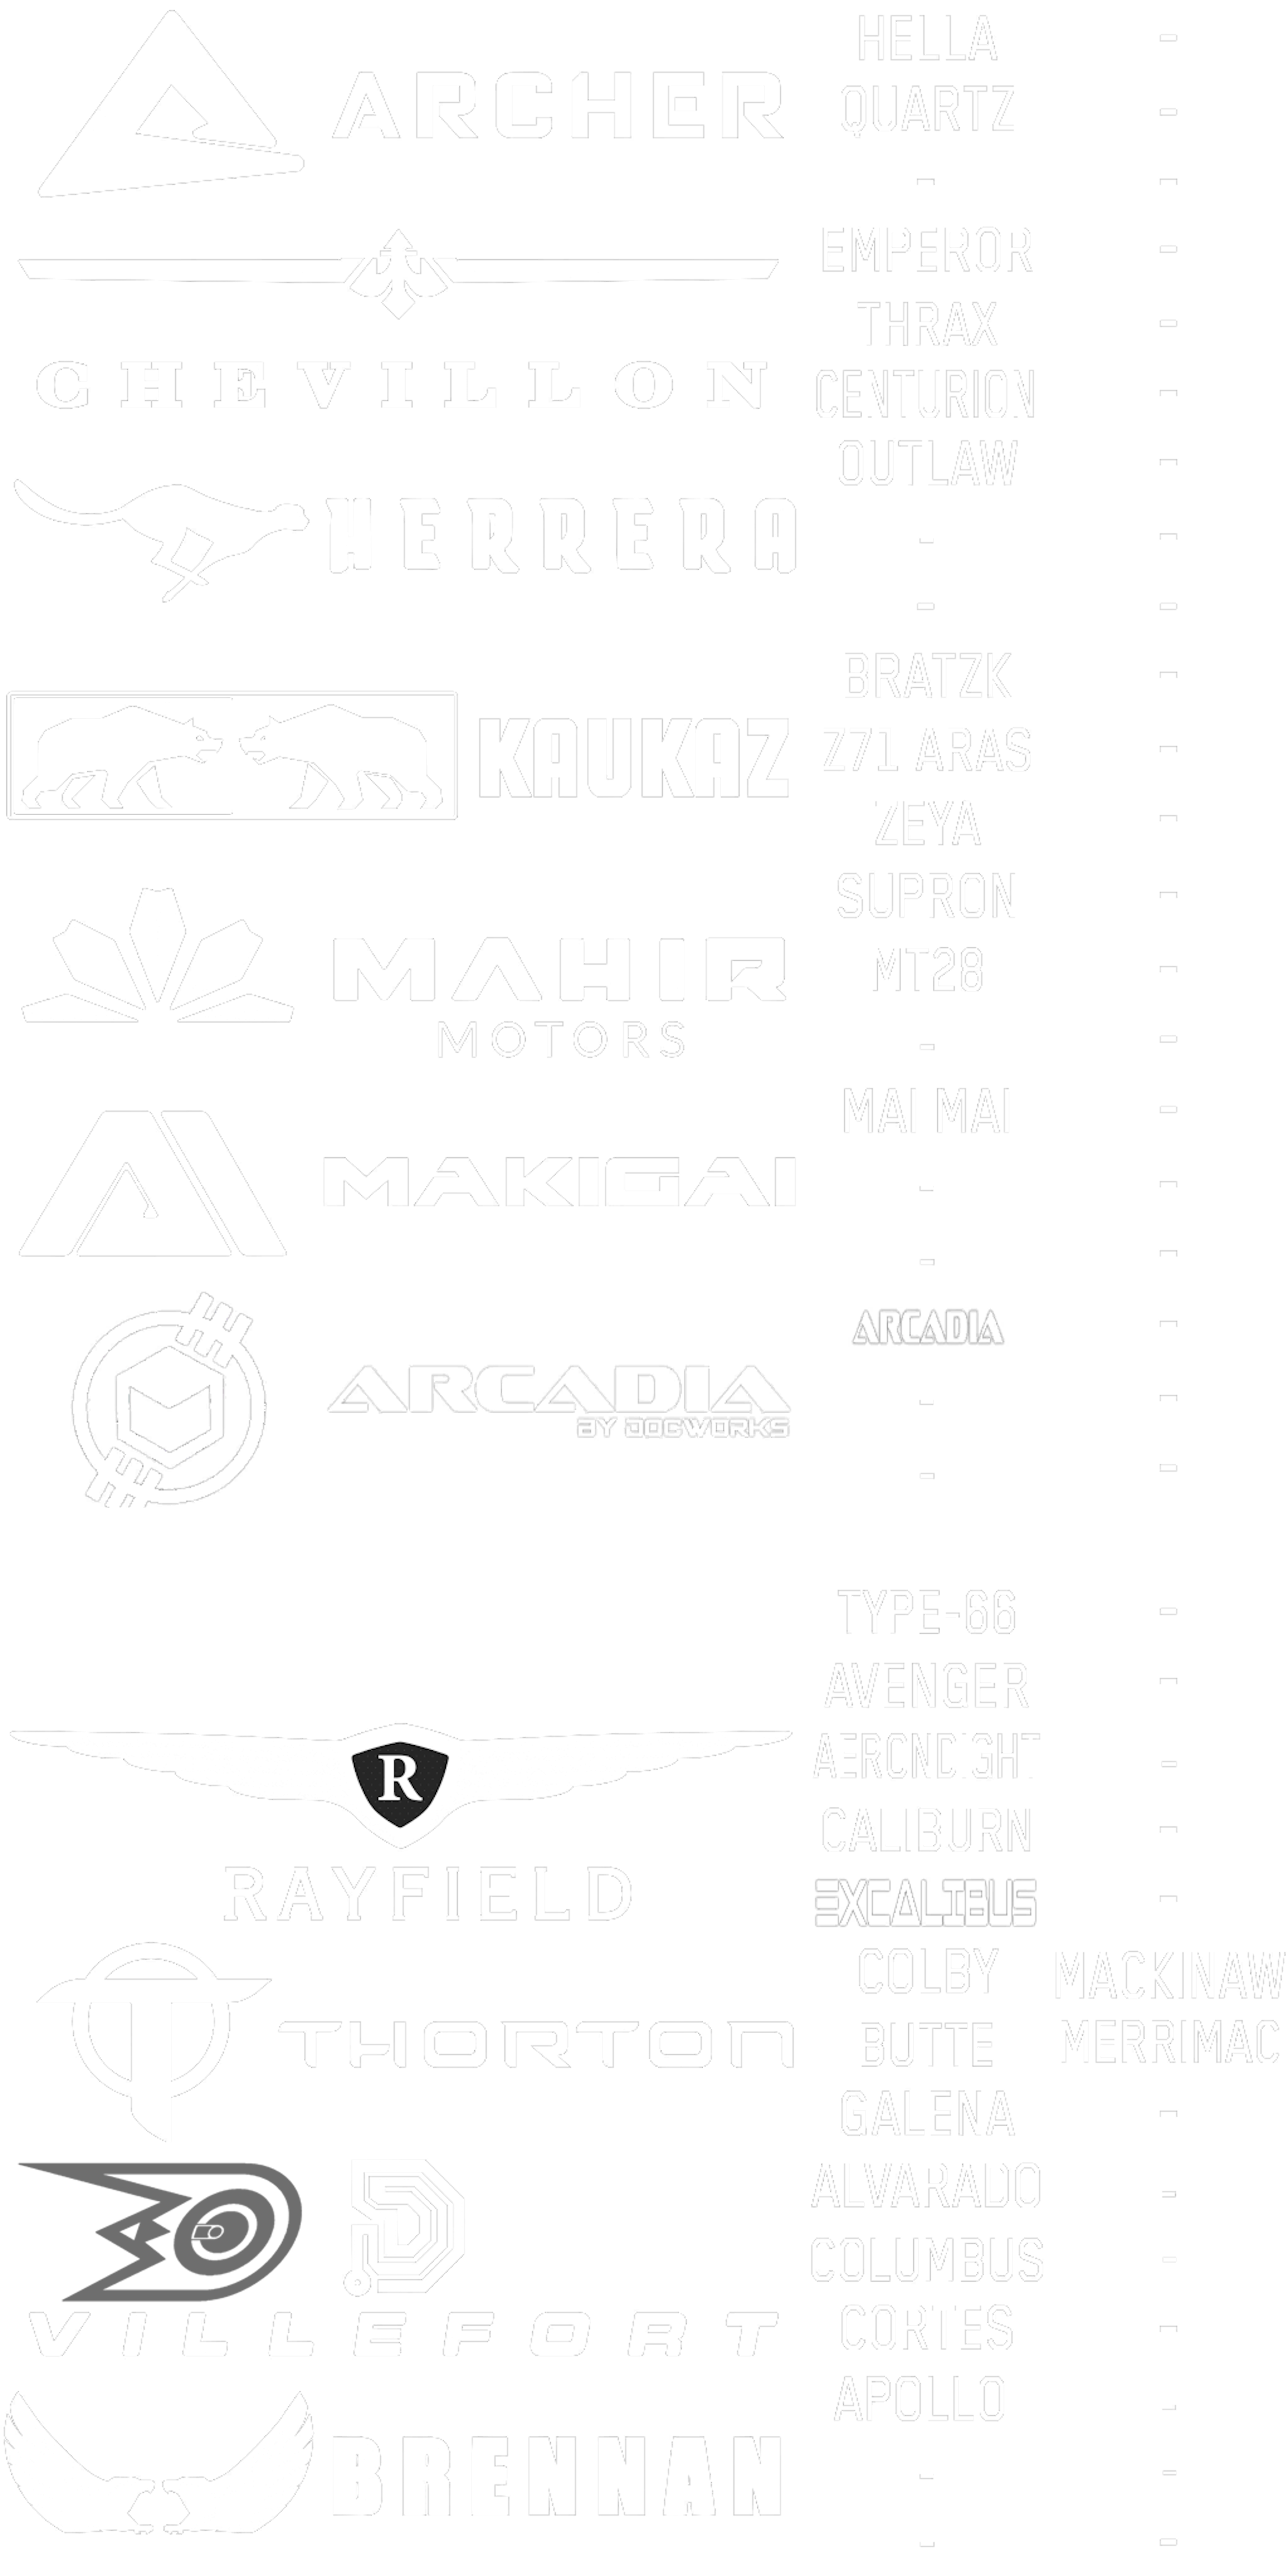 ARCHER
HELLA -
QUARTZ -
- -
EMPEROR -
THRAX -
CHEVILLON
CENTURION -
OUTLAW -
HERRERA
- -
- -
BRATZK -
KAUKAZ
Z71 ARAS -
ZEYA -
SUPRON -
MAHIR
MT28 -
MOTORS
- -
MAI MAI -
MAKIGAI
- -
- -
ARCADIA -
ARCADIA
BY DOGWORKS
- -
- -
TYPE-66 -
AVENGER -
R
AERONDIGHT -
CALIBURN -
RAYFIELD
EXCALIBUS -
COLBY MACKINAW
THORTON
BUTTE MERRIMAC
GALENA -
ALVARADO -
D
COLUMBUS -
VILLEFORT
CORTES -
APOLLO -
BRENNAN
- -
- -